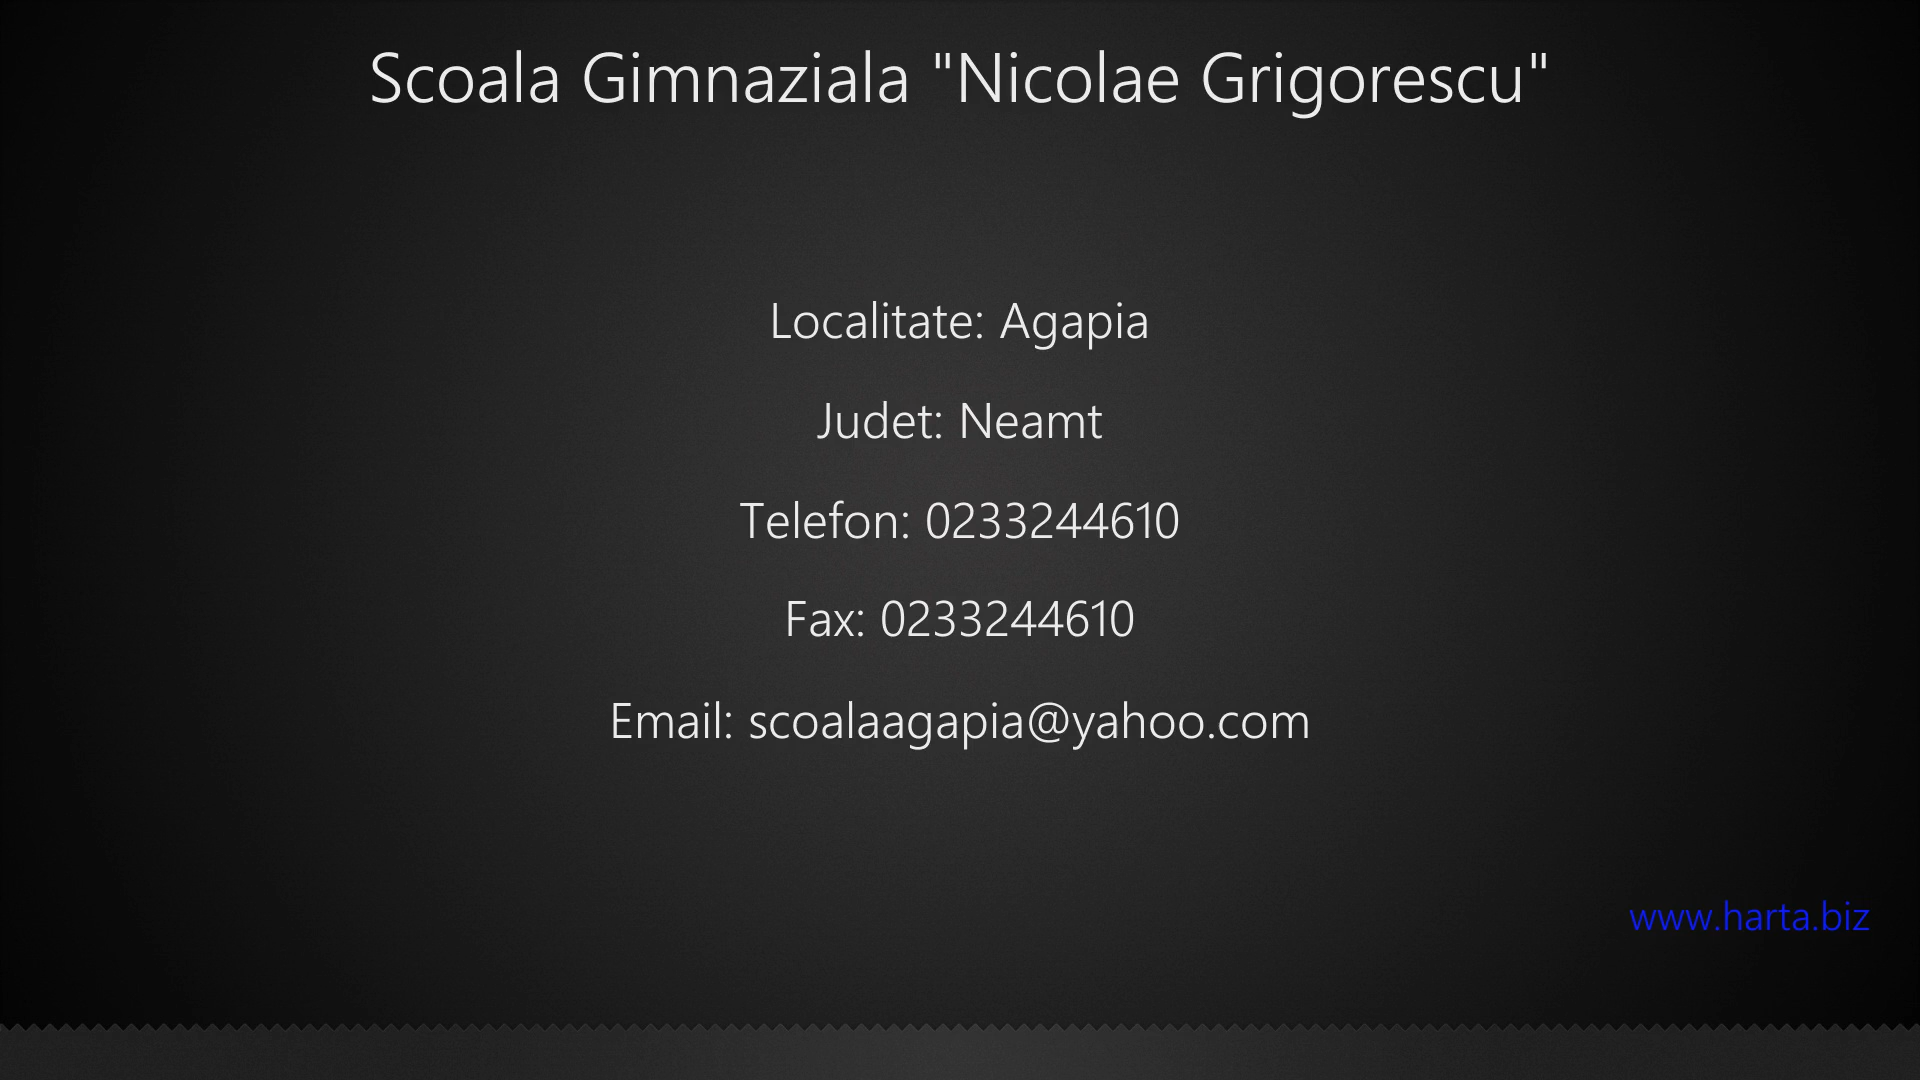 Scoala Gimnaziala "Nicolae Grigorescu"
Localitate: Agapia
Judet: Neamt
Telefon: 0233244610
Fax: 0233244610
Email: scoalaagapia@yahoo.com
www.harta.biz